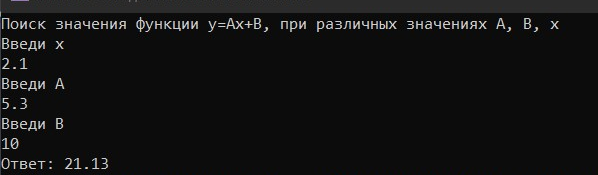 Поиск значения функции y=Ax+B, при различных значениях A, B, x
Введи x
2.1
Введи A
5.3
Введи B
10
Ответ: 21.13